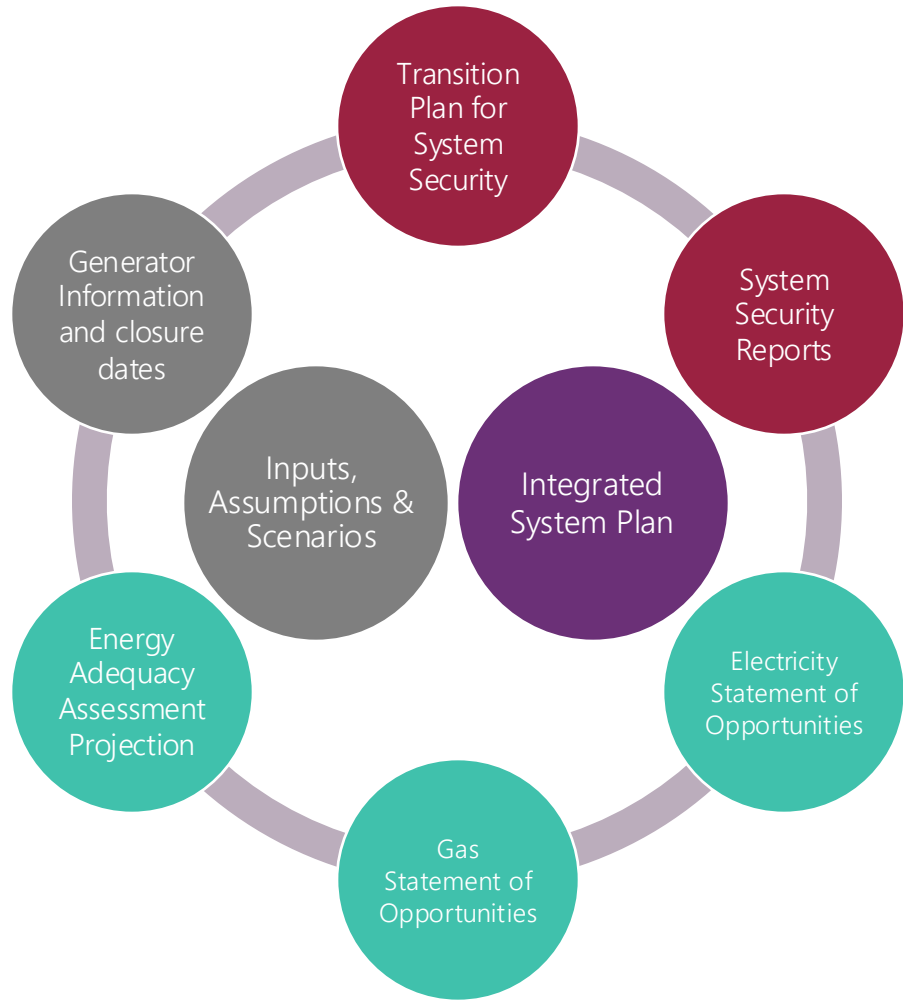 Transition
Plan for
System
Security
Generator
Information
and closure
dates
System
Security
Reports
Inputs,
Assumptions &
Scenarios
Integrated
System Plan
Energy
Adequacy
Assessment
Projection
Electricity
Statement of
Opportunities
Gas
Statement of
Opportunities